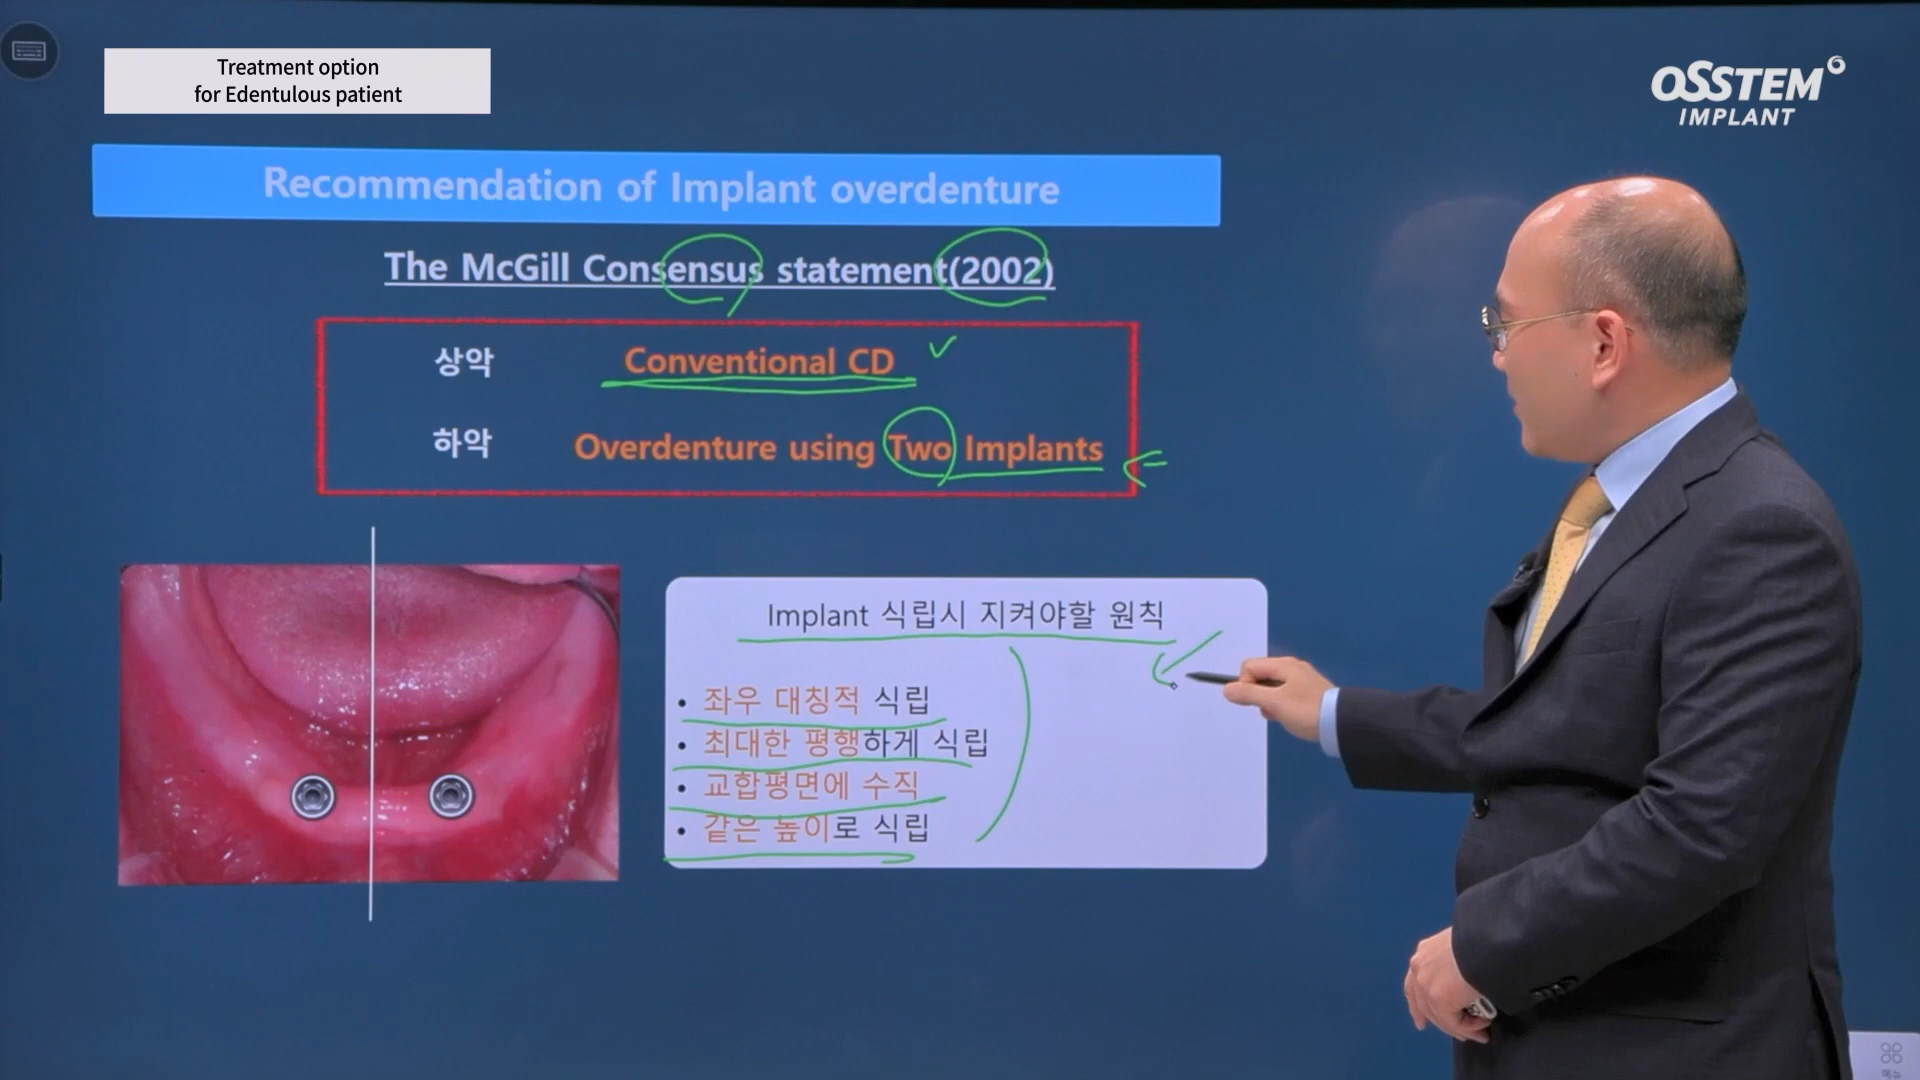 Treatment option
for Edentulous patient
OSSTEM
IMPLANT
Recommendation of Implant overdenture
The McGill Consensus statement(2002)
상악 Conventional CD
하악 Overdenture using Two Implants
Implant 식립시 지켜야할 원칙
• 좌우 대칭적 식립
• 최대한 평행하게 식립
• 교합평면에 수직
• 같은 높이로 식립
메뉴